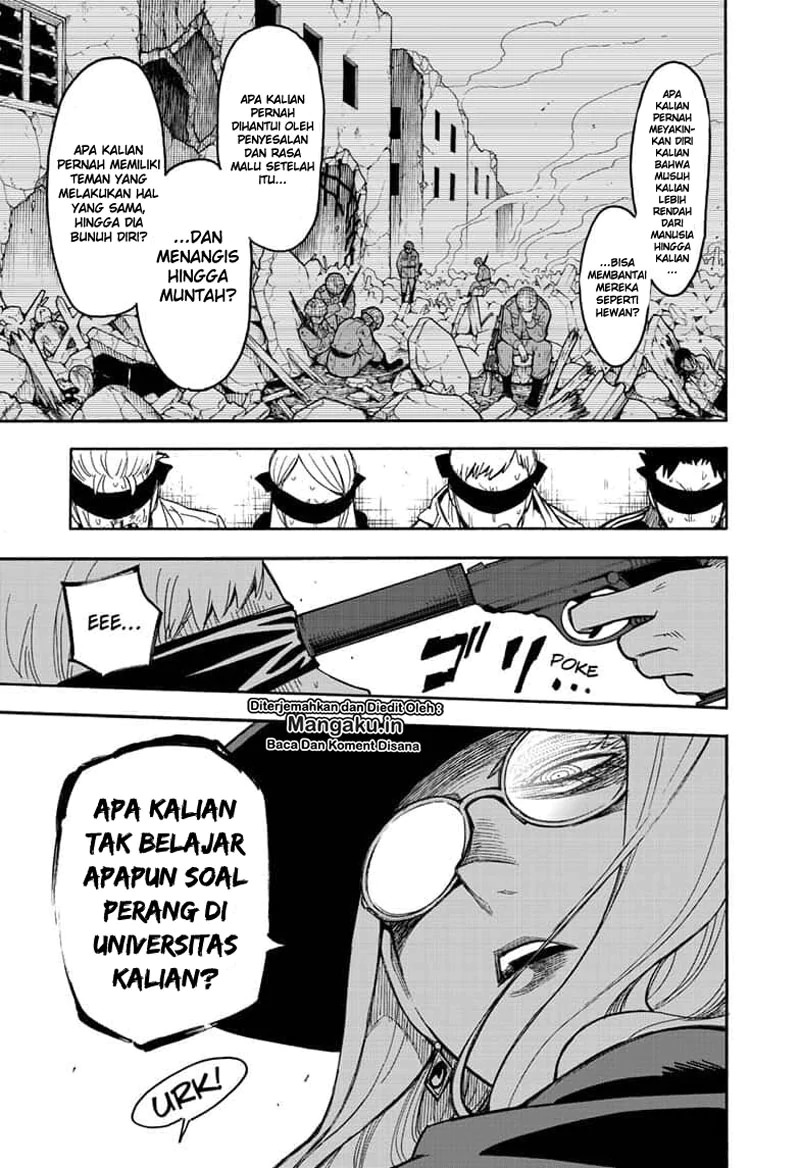 APA
KALIAN
PERNAH
MEYAKIN-
KAN DIRI
KALIAN
BAHWA
MUSUH
KALIAN
LEBIH
RENDAH
DARI
MANUSIA
HINGGA
KALIAN
...
...BISA
MEMBANTAI
MEREKA
SEPERTI
HEWAN?
APA KALIAN
PERNAH
DIHANTUI OLEH
PENYESALAN
DAN RASA
MALU SETELAH
ITU...
...DAN
MENANGIS
HINGGA
MUNTAH?
APA KALIAN
PERNAH MEMILIKI
TEMAN YANG
MELAKUKAN HAL
YANG SAMA,
HINGGA DIA
BUNUH DIRI?
ゴリ...
POKE
EEE...
Diterjemahkan dan Diedit Oleh :
Mangaku.in
Baca Dan Koment Disana
APA KALIAN
TAK BELAJAR
APAPUN SOAL
PERANG DI
UNIVERSITAS
KALIAN?
URK!